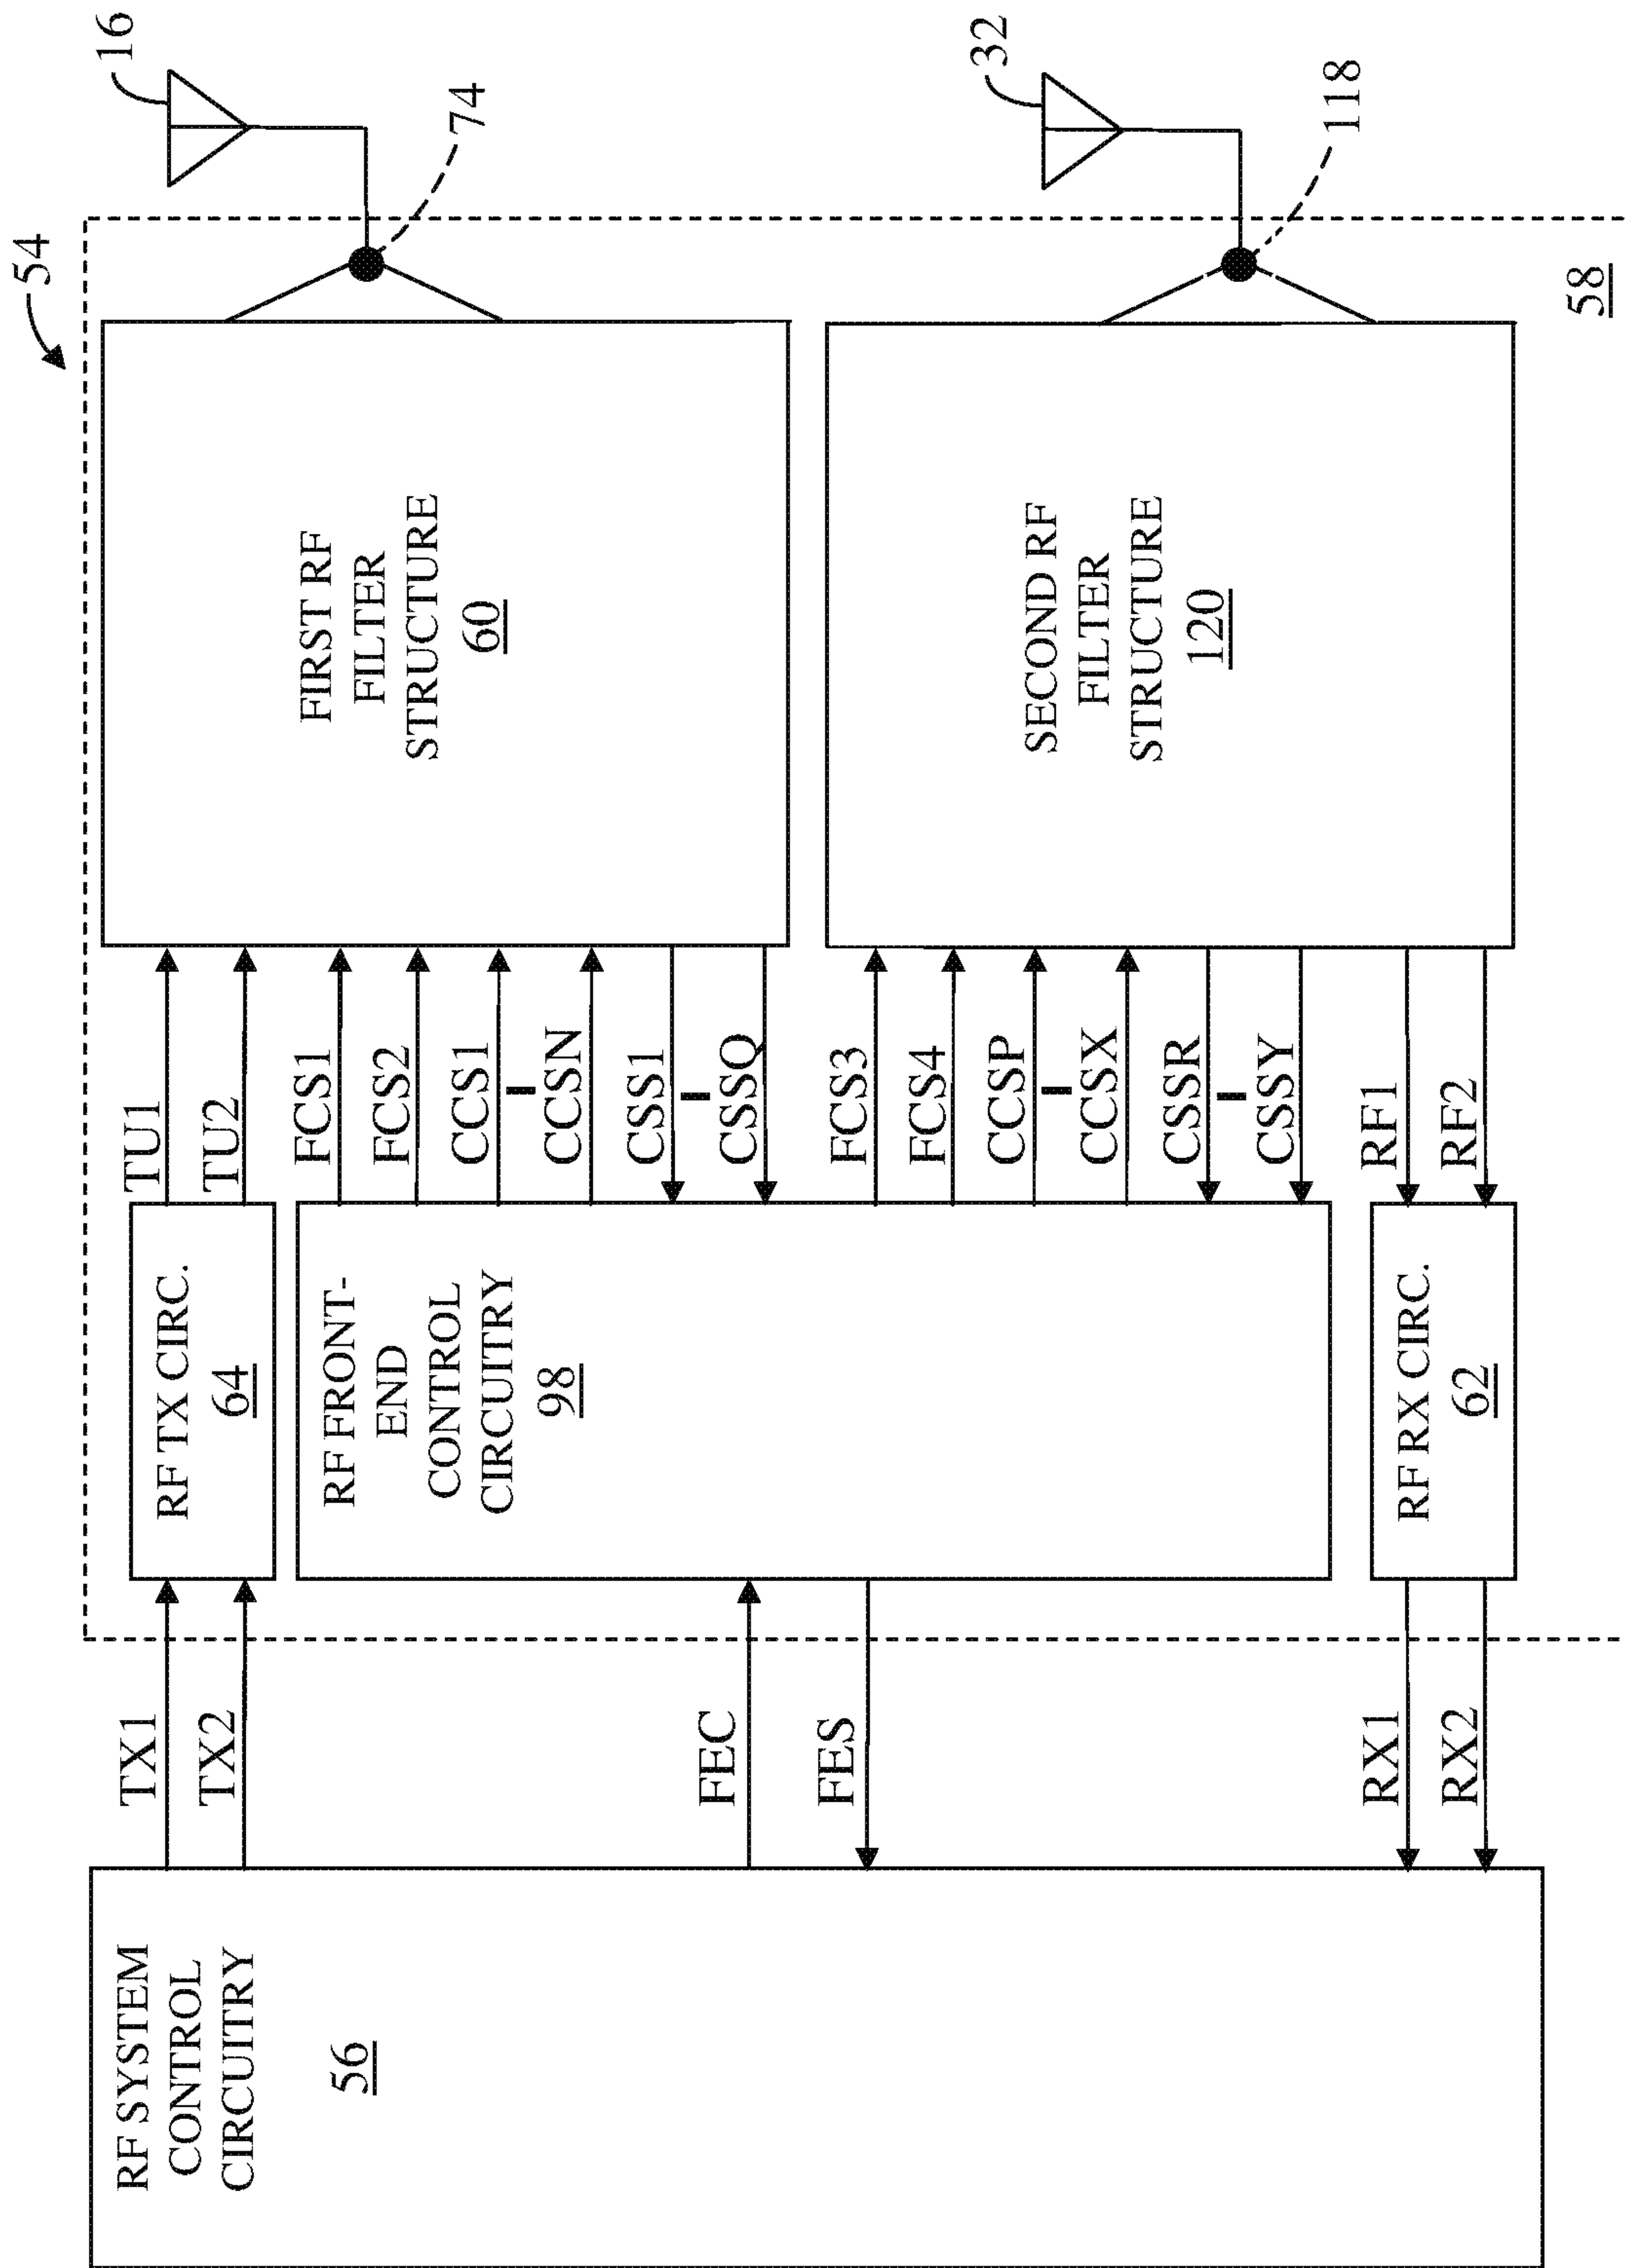 54
16
74
32
118
58
RF SYSTEM
CONTROL
CIRCUITRY
56
TX1
TX2
FEC
FES
RX1
RX2
RF TX CIRC.
64
RF FRONT-
END
CONTROL
CIRCUITRY
98
RF RX CIRC.
62
TU1
TU2
FCS1
FCS2
CCS1
-
CCSN
CSS1
-
CSSQ
FCS3
FCS4
CCSP
-
CCSX
CSSR
-
CSSY
RF1
RF2
FIRST RF
FILTER
STRUCTURE
60
SECOND RF
FILTER
STRUCTURE
120